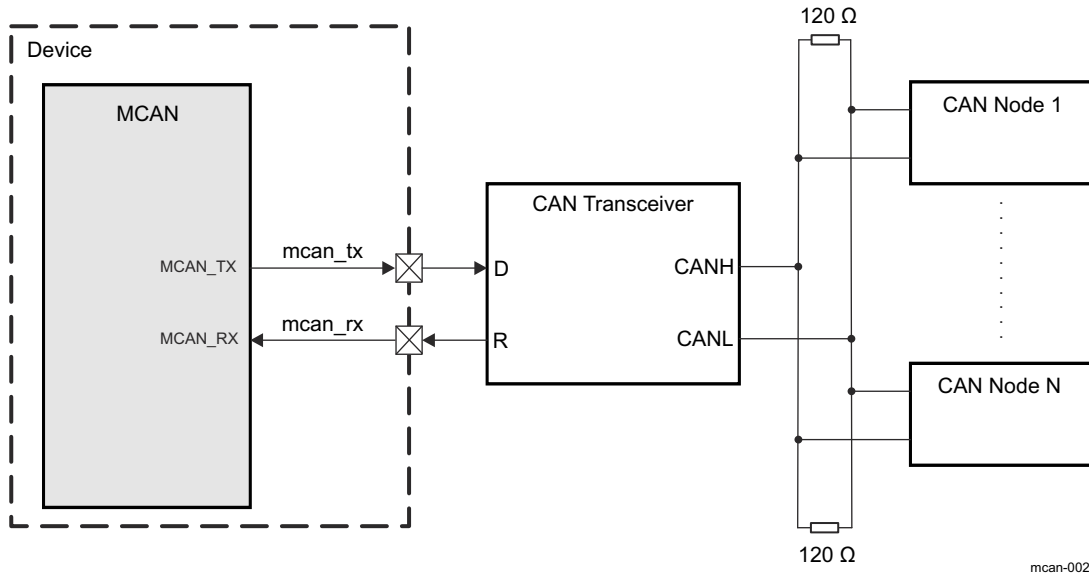 120 Ω
Device
MCAN
CAN Node 1
CAN Transceiver
mcan_tx
MCAN_TX
D
CANH
mcan_rx
MCAN_RX
R
CANL
CAN Node N
120 Ω
mcan-002